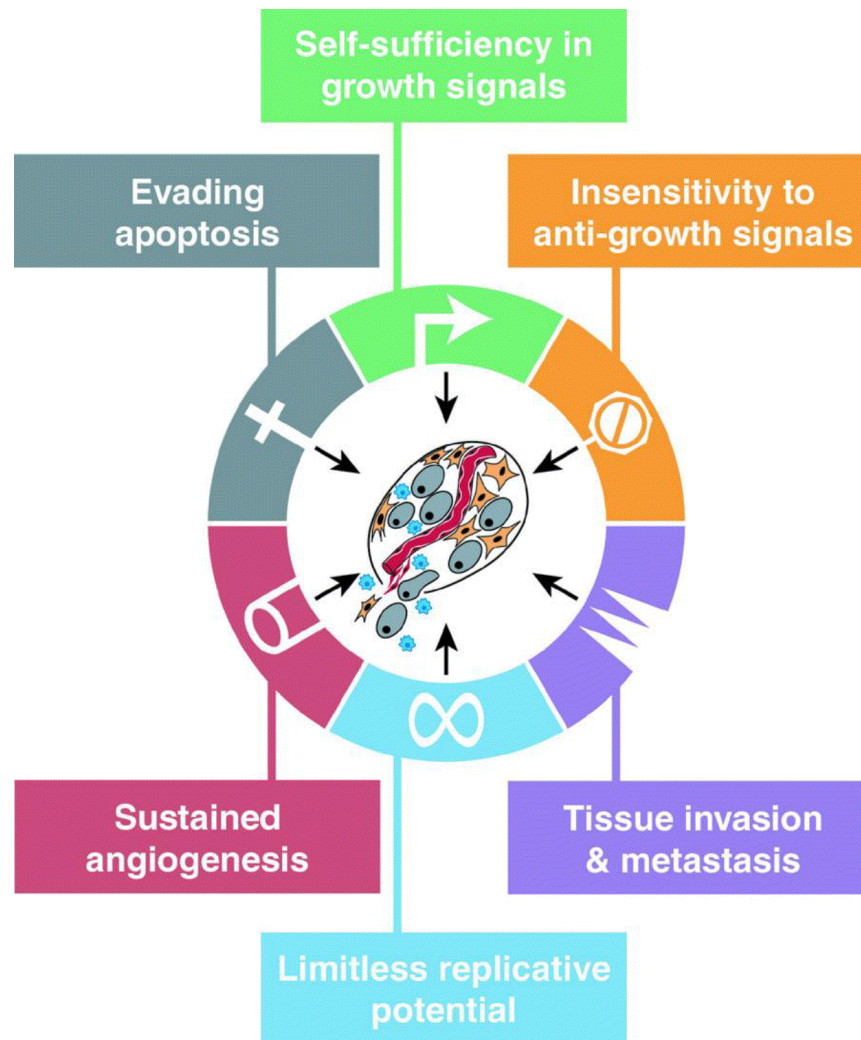 Self-sufficiency in
growth signals
Evading
apoptosis
Insensitivity to
anti-growth signals
Sustained
angiogenesis
Tissue invasion
& metastasis
Limitless replicative
potential